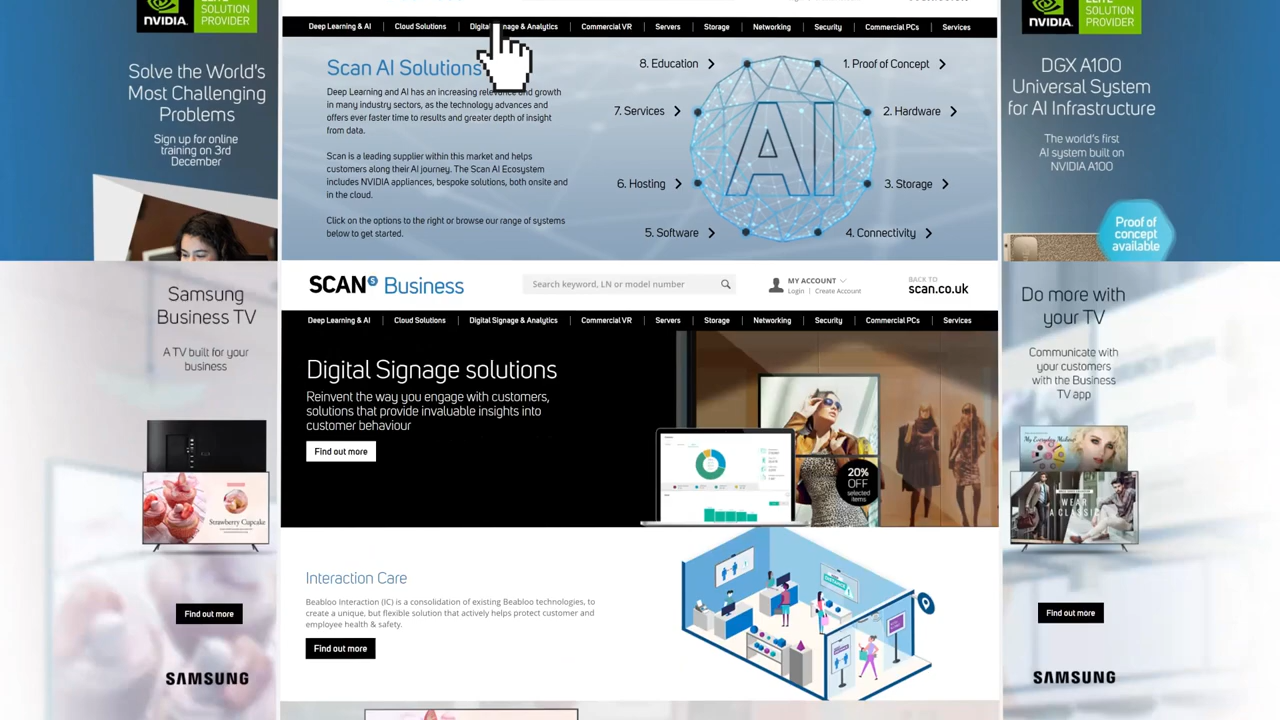 NVIDIA
SOLUTION
PROVIDER
Solve the World's
Most Challenging
Problems
Sign up for online
training on 3rd
December
Deep Learning & AI
Cloud Solutions
Digital Signage & Analytics
Commercial VR
Servers
Storage
Networking
Security
Commercial PCs
Services
Scan AI Solutions
Deep Learning and AI has an increasing relevance and growth
in many industry sectors, as the technology advances and
offers ever faster time to results and greater depth of insight
from data.
Scan is a leading supplier within this market and helps
customers along their AI journey. The Scan AI Ecosystem
includes NVIDIA appliances, bespoke solutions, both onsite and
in the cloud.
Click on the options to the right or browse our range of systems
below to get started.
8. Education
7. Services
6. Hosting
5. Software
AI
1. Proof of Concept
2. Hardware
3. Storage
4. Connectivity
NVIDIA
SOLUTION
PROVIDER
DGX A100
Universal System
for AI Infrastructure
The world's first
AI system built on
NVIDIA A100
Proof of
concept
available
SCAN Business
Search keyword, LN or model number
MY ACCOUNT
Login | Create Account
BACK TO
scan.co.uk
Deep Learning & AI
Cloud Solutions
Digital Signage & Analytics
Commercial VR
Servers
Storage
Networking
Security
Commercial PCs
Services
Samsung
Business TV
A TV built for your
business
Strawberry Cupcake
Find out more
SAMSUNG
Digital Signage solutions
Reinvent the way you engage with customers,
solutions that provide invaluable insights into
customer behaviour
Find out more
20%
OFF
selected
items
Interaction Care
Beabloo Interaction (IC) is a consolidation of existing Beabloo technologies, to
create a unique, but flexible solution that actively helps protect customer and
employee health & safety.
Find out more
Do more with
your TV
Communicate with
your customers
with the Business
TV app
My Everyday Makeup
WEAR
A CLASSIC
Find out more
SAMSUNG